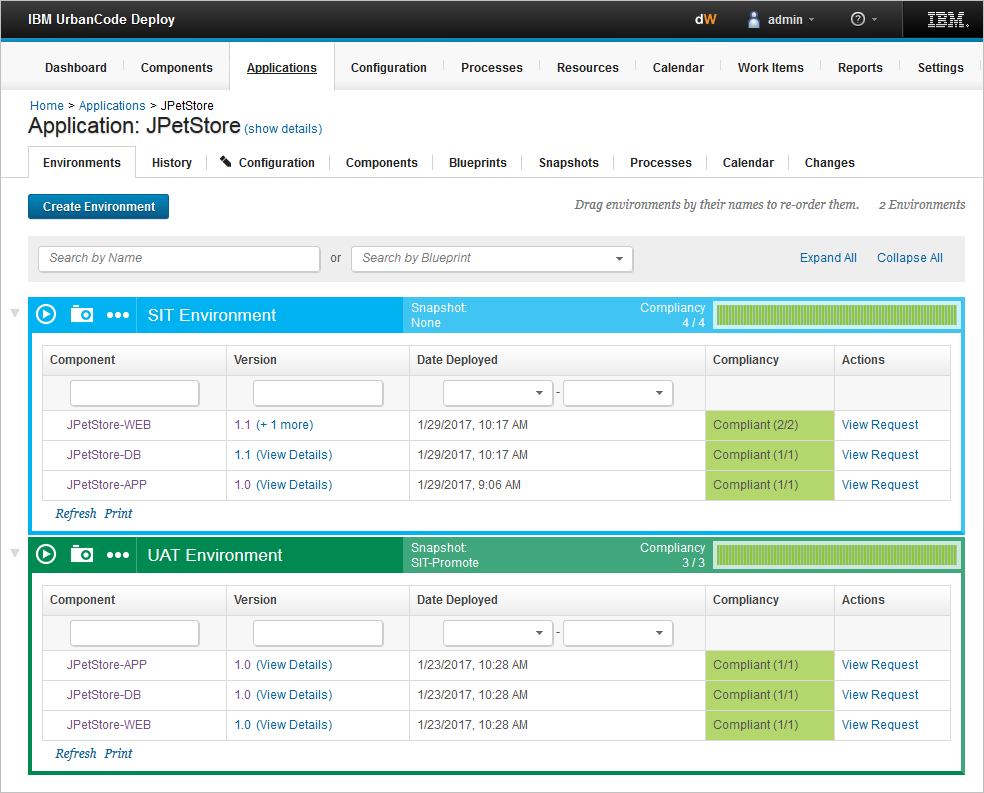 IBM UrbanCode Deploy dW admin IBM.
Dashboard Components Applications Configuration Processes Resources Calendar Work Items Reports Settings
Home > Applications > JPetStore
Application: JPetStore (show details)
Environments History Configuration Components Blueprints Snapshots Processes Calendar Changes
Create Environment Drag environments by their names to re-order them. 2 Environments
Search by Name or Search by Blueprint Expand All Collapse All
SIT Environment Snapshot: None Compliancy 4 / 4
Component Version Date Deployed Compliancy Actions
-
JPetStore-WEB 1.1 (+ 1 more) 1/29/2017, 10:17 AM Compliant (2/2) View Request
JPetStore-DB 1.1 (View Details) 1/29/2017, 10:17 AM Compliant (1/1) View Request
JPetStore-APP 1.0 (View Details) 1/29/2017, 9:06 AM Compliant (1/1) View Request
Refresh Print
UAT Environment Snapshot: SIT-Promote Compliancy 3 / 3
Component Version Date Deployed Compliancy Actions
-
JPetStore-APP 1.0 (View Details) 1/23/2017, 10:28 AM Compliant (1/1) View Request
JPetStore-DB 1.0 (View Details) 1/23/2017, 10:28 AM Compliant (1/1) View Request
JPetStore-WEB 1.0 (View Details) 1/23/2017, 10:28 AM Compliant (1/1) View Request
Refresh Print